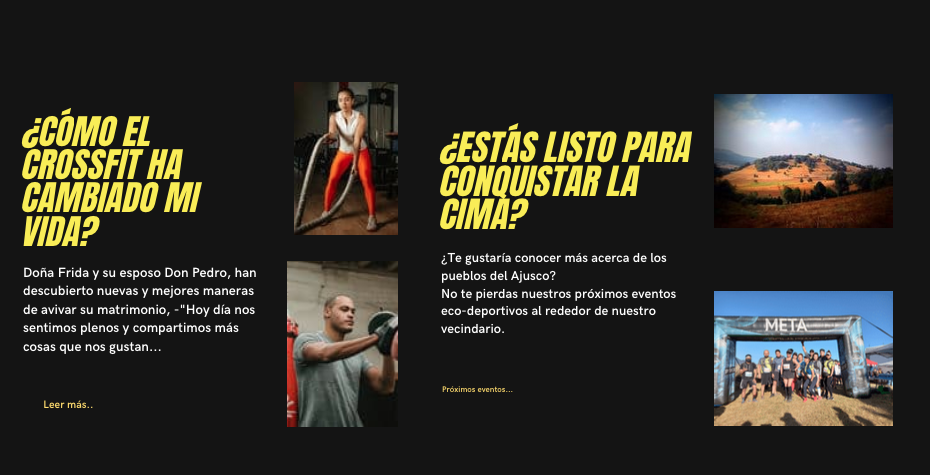 ¿CÓMO EL
CROSSFIT HA
CAMBIADO MI
VIDA?
Doña Frida y su esposo Don Pedro, han
descubierto nuevas y mejores maneras
de avivar su matrimonio, -"Hoy día nos
sentimos plenos y compartimos más
cosas que nos gustan...
Leer más..
¿ESTÁS LISTO PARA
CONQUISTAR LA
CIMA?
¿Te gustaría conocer más acerca de los
pueblos del Ajusco?
No te pierdas nuestros próximos eventos
eco-deportivos al rededor de nuestro
vecindario.
Próximos eventos...
META